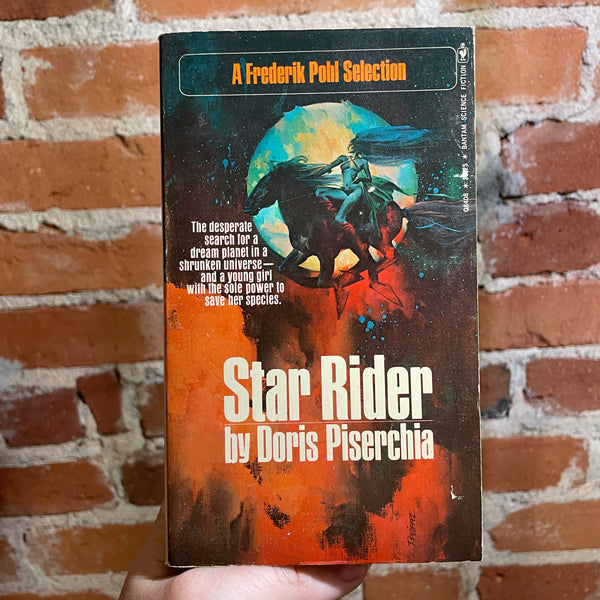 A Frederik Pohl Selection
The desperate
search for a
dream planet in a
shrunken universe—
and a young girl
with the sole power to
save her species.
Star Rider
by Doris Piserchia
Q8408 ★
★ BANTAM SCIENCE FICTION